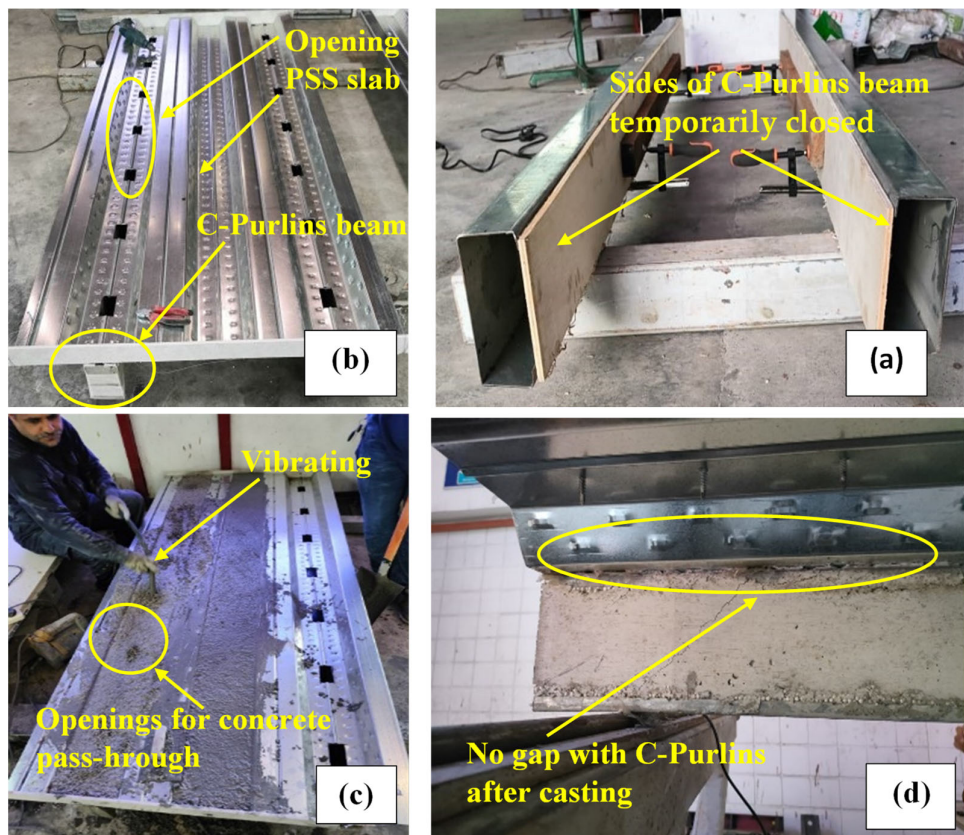 Opening
PSS slab
C-Purlins beam
(b)
Sides of C-Purlins beam
temporarily closed
(a)
Vibrating
Openings for concrete
pass-hrough
(c)
No gap with C-Purlins
after casting
(d)